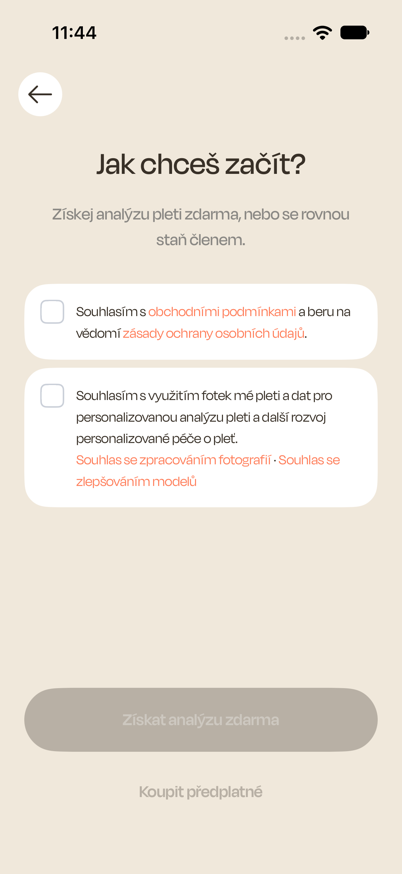 11:44
Jak chceš začít?
Získej analýzu pleti zdarma, nebo se rovnou
staň členem.
Souhlasím s obchodními podmínkami a beru na
vědomí zásady ochrany osobních údajů.
Souhlasím s využitím fotek mé pleti a dat pro
personalizovanou analýzu pleti a další rozvoj
personalizované péče o pleť.
Souhlas se zpracováním fotografií · Souhlas se
zlepšováním modelů
Získat analýzu zdarma
Koupit předplatné